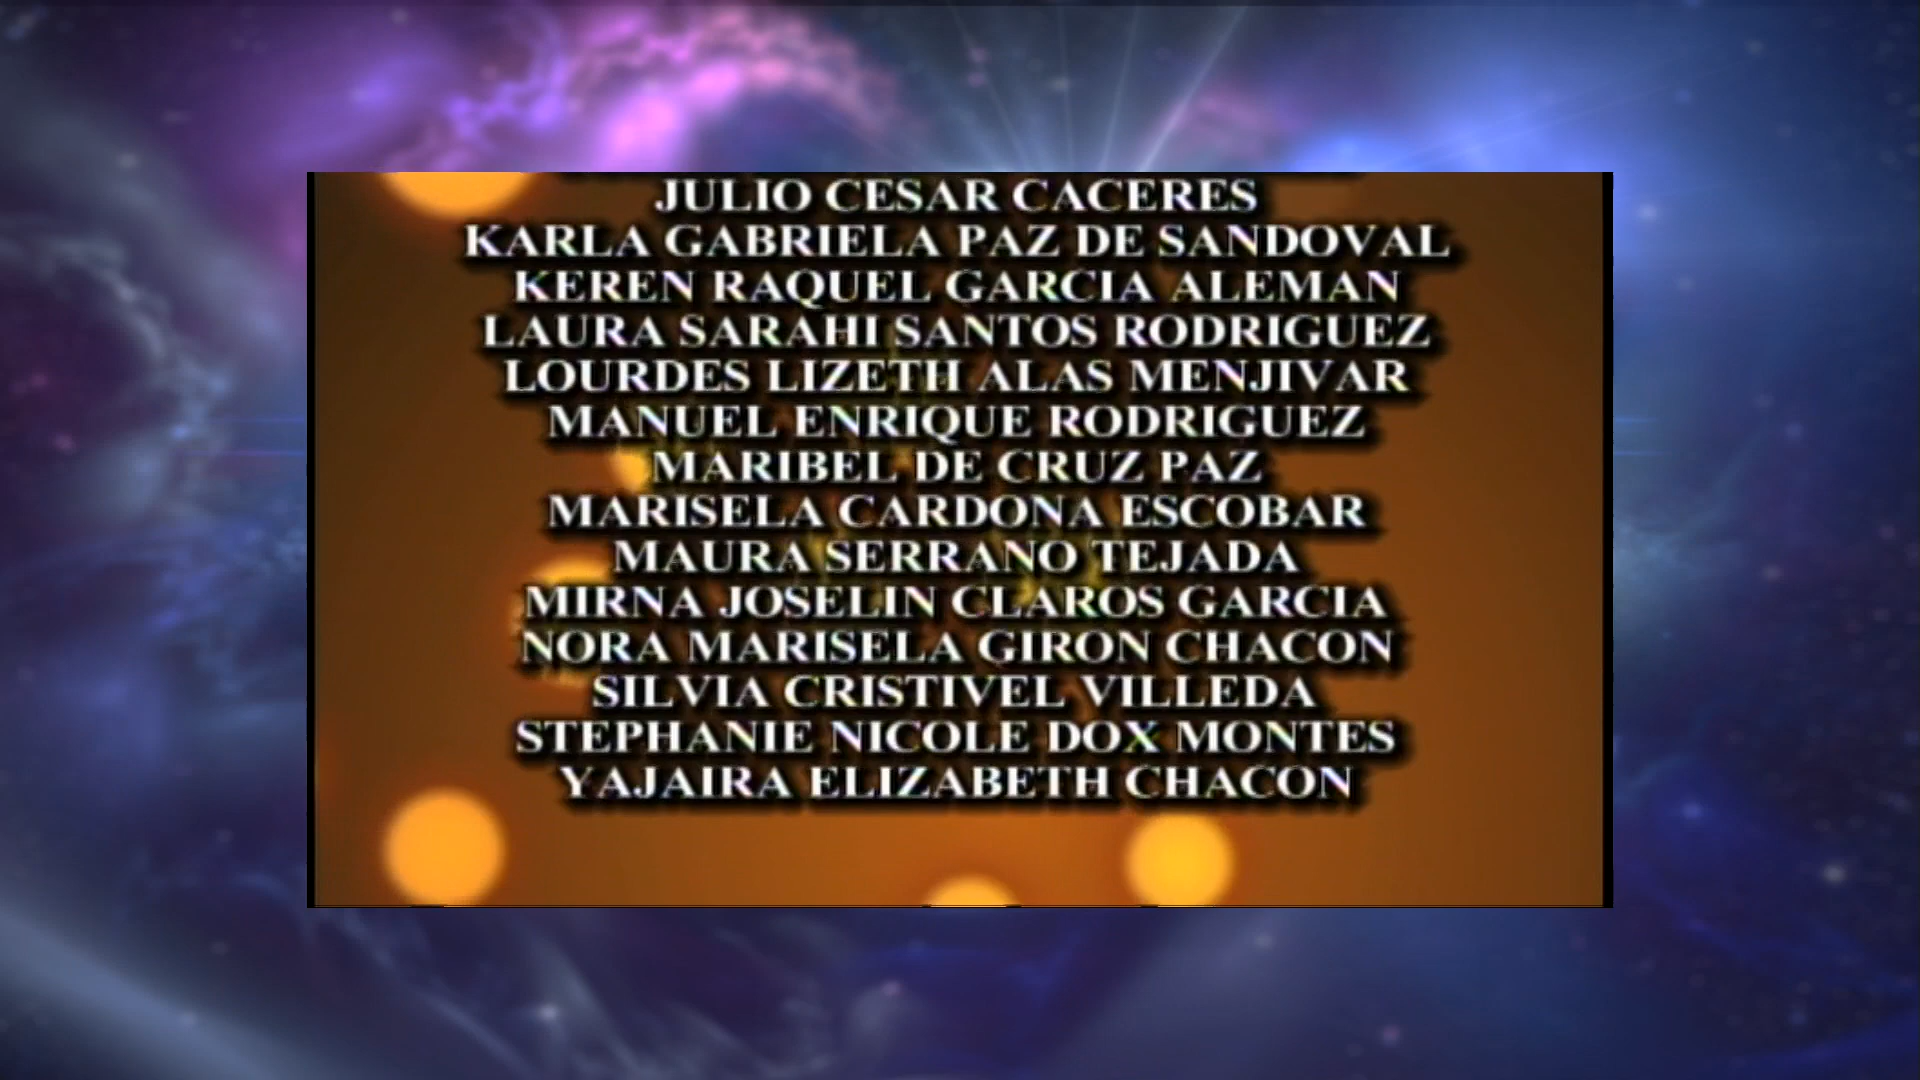 JULIO CESAR CACERES
KARLA GABRIELA PAZ DE SANDOVAL
KEREN RAQUEL GARCIA ALEMAN
LAURA SARAHI SANTOS RODRIGUEZ
LOURDES LIZETH ALAS MENJIVAR
MANUEL ENRIQUE RODRIGUEZ
MARIBEL DE CRUZ PAZ
MARISELA CARDONA ESCOBAR
MAURA SERRANO TEJADA
MIRNA JOSELIN CLAROS GARCIA
NORA MARISELA GIRON CHACON
SILVIA CRISTIVEL VILLEDA
STEPHANIE NICOLE DOX MONTES
YAJAIRA ELIZABETH CHACON